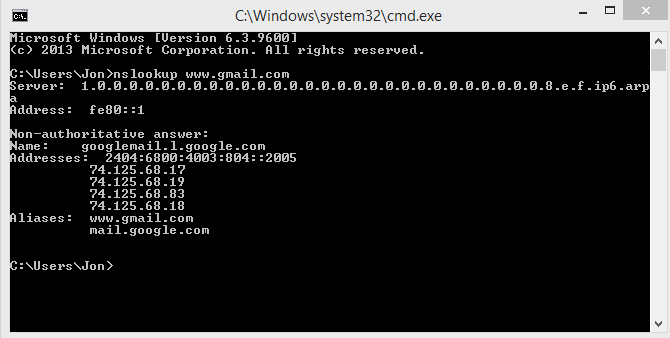 C:\Windows\system32\cmd.exe
Microsoft Windows [Version 6.3.9600]
(c) 2013 Microsoft Corporation. All rights reserved.
C:\Users\Jon>nslookup www.gmail.com
Server:  1.0.0.0.0.0.0.0.0.0.0.0.0.0.0.0.0.0.0.0.0.0.0.0.0.0.0.0.0.8.e.f.ip6.arp
a
Address:  fe80::1
Non-authoritative answer:
Name:    googlemail.l.google.com
Addresses:  2404:6800:4003:804::2005
74.125.68.17
74.125.68.19
74.125.68.83
74.125.68.18
Aliases:  www.gmail.com
mail.google.com
C:\Users\Jon>